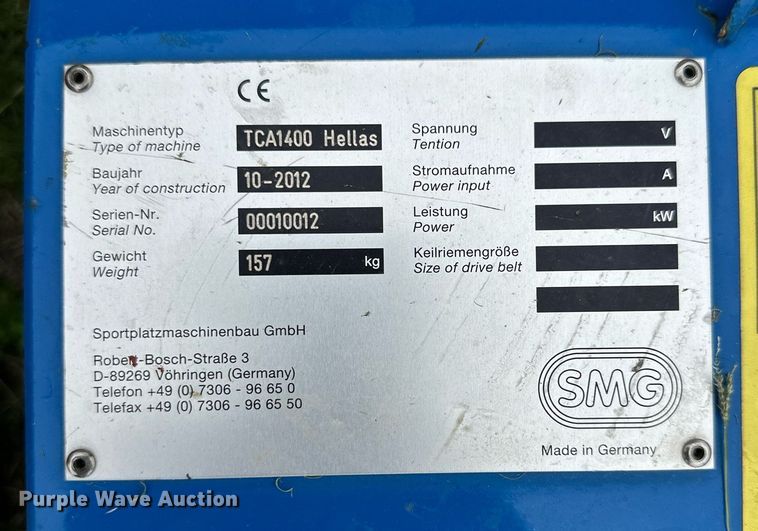 CE
Maschinentyp
Type of machine
TCA1400 Hellas
Baujahr
Year of construction
10-2012
Serien-Nr.
Serial No.
00010012
Gewicht
Weight
157 kg
Spannung
Tention
V
Stromaufnahme
Power input
A
Leistung
Power
kW
Keilriemengröße
Size of drive belt
Sportplatzmaschinenbau GmbH
Robert-Bosch-Straße 3
D-89269 Vöhringen (Germany)
Telefon +49 (0) 7306 - 96 65 0
Telefax +49 (0) 7306 - 96 65 50
SMG
Made in Germany
Purple Wave Auction